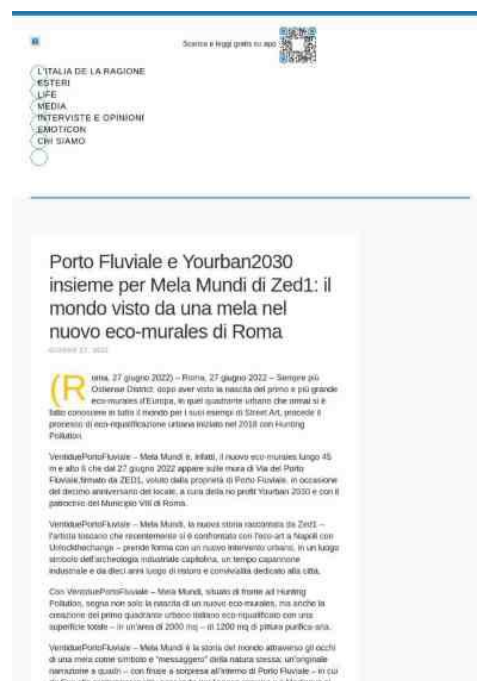 Scarica e leggi gratis su app
L'ITALIA DE LA RAGIONE
ESTERI
LIFE
MEDIA
INTERVISTE E OPINIONI
EMOTICON
CHI SIAMO
Porto Fluviale e Yourban2030
insieme per Mela Mundi di Zed1: il
mondo visto da una mela nel
nuovo eco-murales di Roma
GIUGNO 27, 2022
(Roma, 27 giugno 2022) – Roma, 27 giugno 2022 – Sempre più
Ostiense District: dopo aver visto la nascita del primo e più grande
eco-murales d'Europa, in quel quadrante urbano che ormai si è
fatto conoscere in tutto il mondo per i suoi esempi di Street Art, procede il
processo di eco-riqualificazione urbana iniziato nel 2018 con Hunting
Pollution.
VentiduePortoFluviale – Mela Mundi è, infatti, il nuovo eco-murales lungo 45
m e alto 6 che dal 27 giugno 2022 appare sulle mura di Via del Porto
Fluviale,firmato da ZED1, voluto dalla proprietà di Porto Fluviale, in occasione
del decimo anniversario del locale, a cura della no profit Yourban 2030 e con il
patrocinio del Municipio VIII di Roma.
VentiduePortoFluviale – Mela Mundi, la nuova storia raccontata da Zed1 –
l'artista toscano che recentemente si è confrontato con l'eco-art a Napoli con
Unlockthechange – prende forma con un nuovo intervento urbano, in un luogo
simbolo dell'archeologia industriale capitolina, un tempo capannone
industriale e da dieci anni luogo di ristoro e convivialità dedicato alla città.
Con VentiduePortoFluviale – Mela Mundi, situato di fronte ad Hunting
Pollution, segna non solo la nascita di un nuovo eco-murales, ma anche la
creazione del primo quadrante urbano italiano eco-riqualificato con una
superficie totale – in un'area di 2000 mq – di 1200 mq di pittura purifica-aria.
VentiduePortoFluviale – Mela Mundi è la storia del mondo attraverso gli occhi
di una mela come simbolo e "messaggero" della natura stessa: un'originale
narrazione a quadri – con finale a sorpresa all'interno di Porto Fluviale – in cui